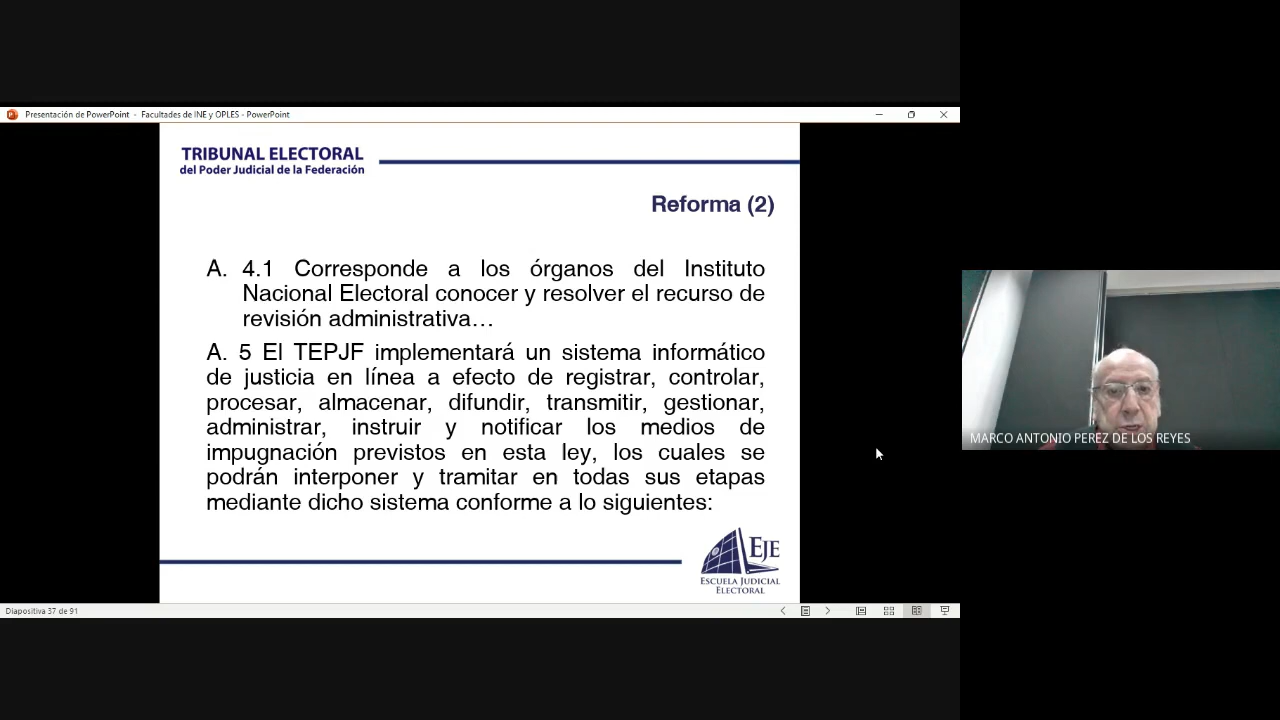 Presentación de PowerPoint - Facultades de INE y OPLES - PowerPoint
TRIBUNAL ELECTORAL
del Poder Judicial de la Federación
Reforma (2)
A. 4.1 Corresponde a los órganos del Instituto
Nacional Electoral conocer y resolver el recurso de
revisión administrativa…
A. 5 El TEPJF implementará un sistema informático
de justicia en línea a efecto de registrar, controlar,
procesar, almacenar, difundir, transmitir, gestionar,
administrar, instruir y notificar los medios de
impugnación previstos en esta ley, los cuales se
podrán interponer y tramitar en todas sus etapas
mediante dicho sistema conforme a lo siguientes:
EJE
ESCUELA JUDICIAL
ELECTORAL
Diapositiva 37 de 91
MARCO ANTONIO PEREZ DE LOS REYES